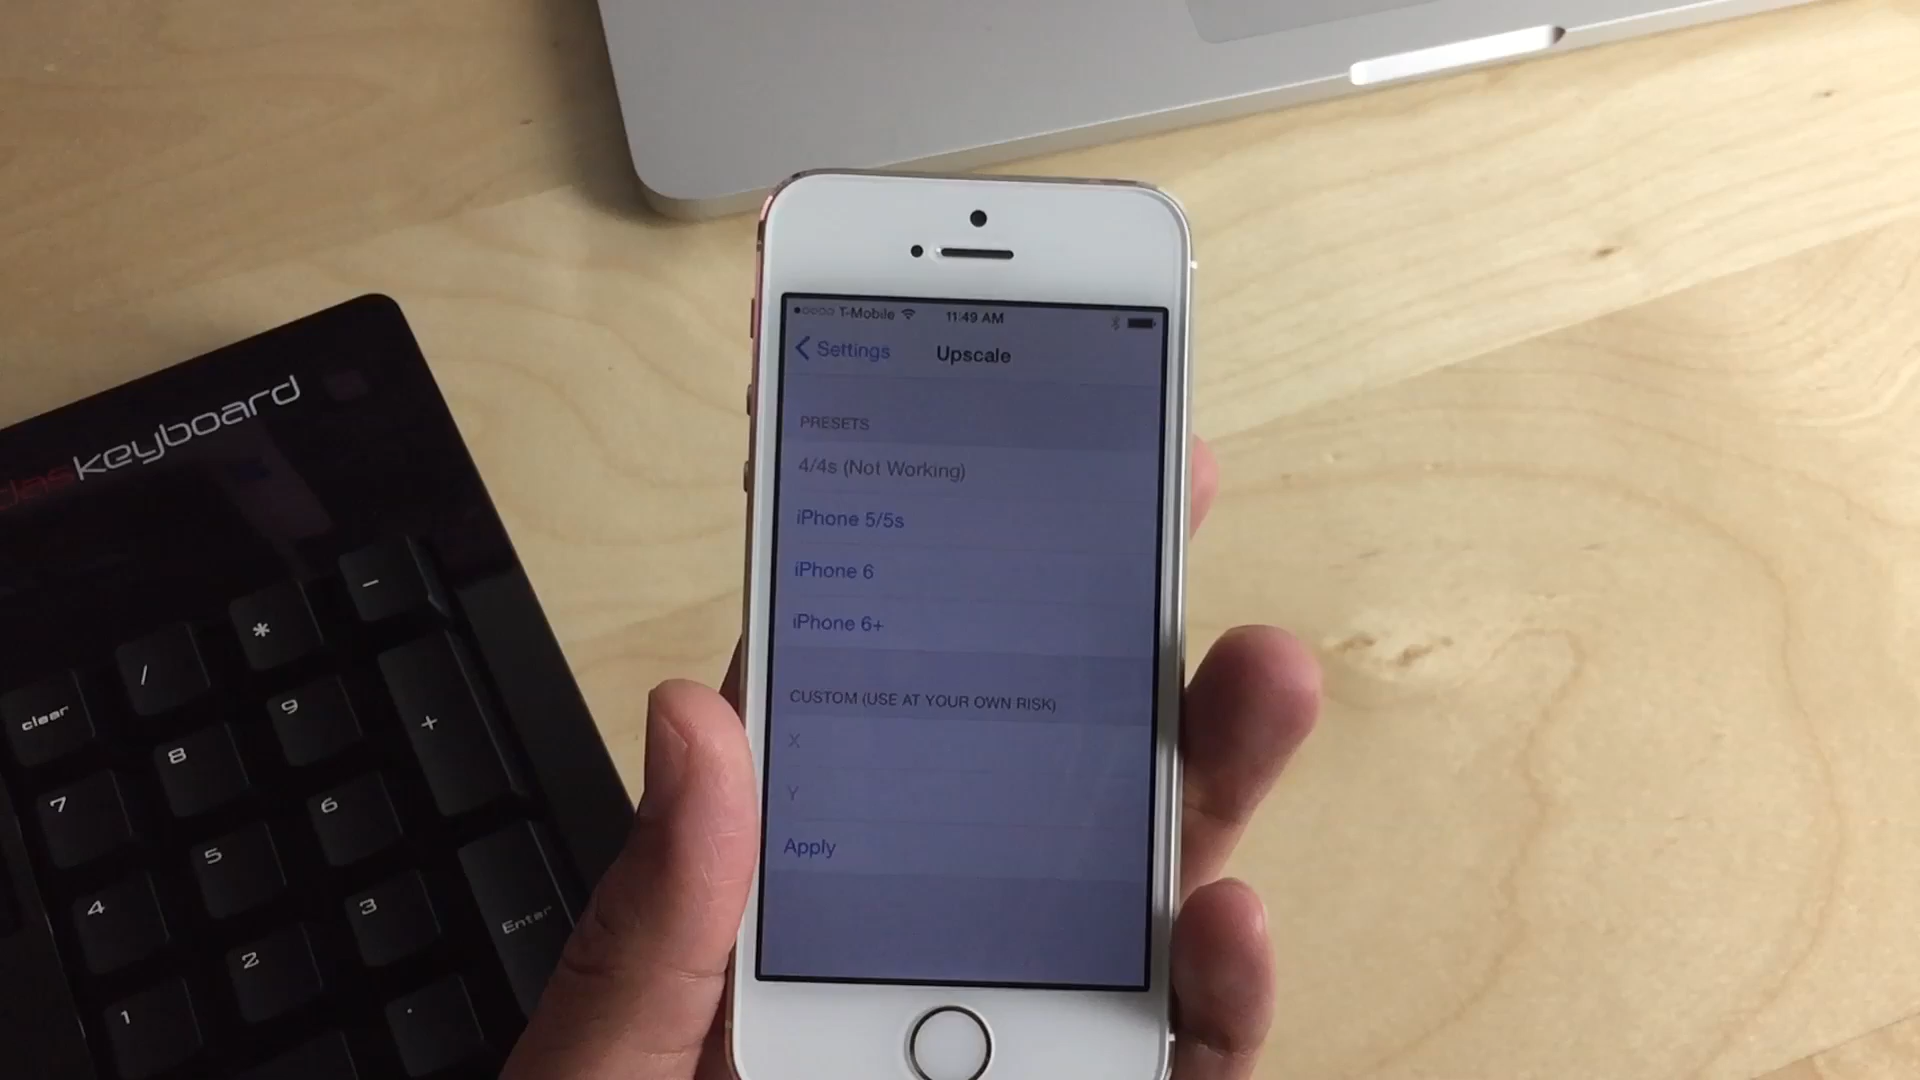 T-Mobile 11:49 AM
Settings Upscale
PRESETS
4/4s (Not Working)
iPhone 5/5s
iPhone 6
iPhone 6+
CUSTOM (USE AT YOUR OWN RISK)
X
Y
Apply
daskeyboard
-
*
/
clear
+
9
8
7
6
5
4
3
Enter
2
1
.